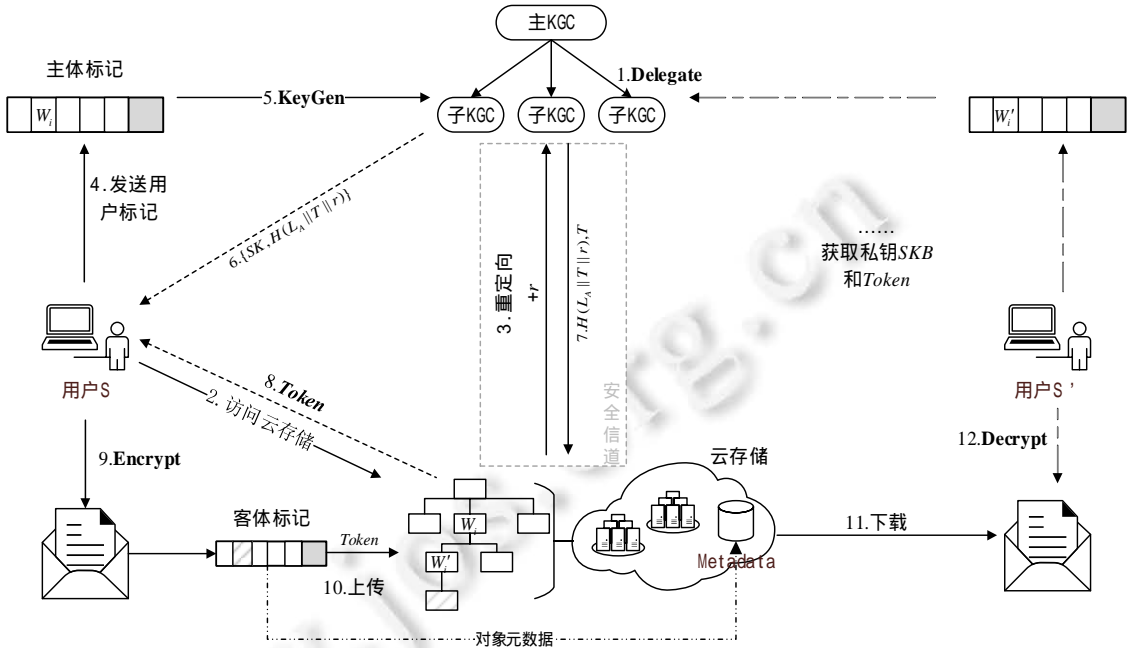 主KGC
主体标记
1.Delegate
W_i
5.KeyGen
子KGC
子KGC
子KGC
W_i'
4.发送用
户标记
6.{SK,H(L_A||T||r)}
3.重定向
+r
7.H(L_A||T||r),T
……
获取私钥SKB
和Token
用户S
8.Token
2.访问云存储
安全信道
用户S'
9.Encrypt
云存储
12.Decrypt
客体标记
W_i
Token
11.下载
W_i'
Metadata
10.上传
对象元数据